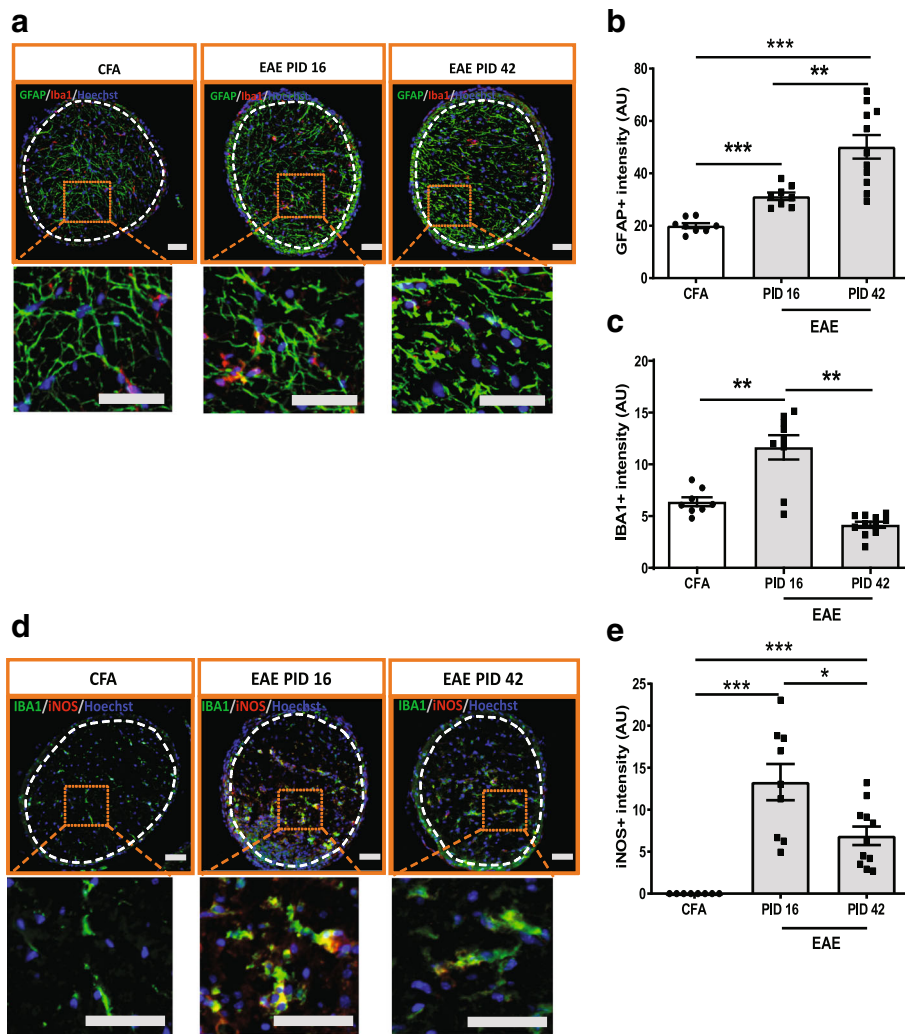 a
CFA
EAE PID 16
EAE PID 42
GFAP/Iba1/Hoechst
GFAP/Iba1/Hoechst
GFAP/Iba1/Hoechst
b
GFAP+ intensity (AU)
80
60
40
20
0
***
**
***
CFA
PID 16
PID 42
EAE
c
IBA1+ intensity (AU)
20
15
10
5
0
**
**
CFA
PID 16
PID 42
EAE
d
CFA
EAE PID 16
EAE PID 42
IBA1/iNOS/Hoechst
IBA1/iNOS/Hoechst
IBA1/iNOS/Hoechst
e
iNOS+ intensity (AU)
25
20
15
10
5
0
***
***
*
CFA
PID 16
PID 42
EAE